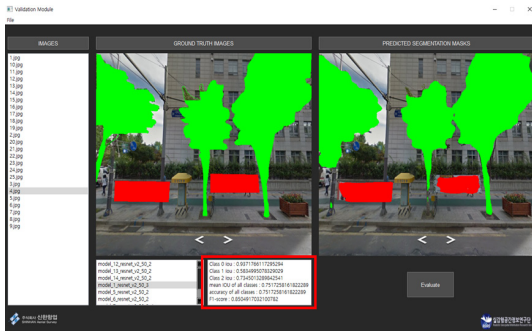 Validation Module
File
IMAGES
GROUND TRUTH IMAGES
PREDICTED SEGMENTATION MASKS
1.jpg
10.jpg
11.jpg
12.jpg
13.jpg
14.jpg
15.jpg
16.jpg
17.jpg
18.jpg
19.jpg
2.jpg
20.jpg
21.jpg
22.jpg
23.jpg
24.jpg
25.jpg
3.jpg
4.jpg
5.jpg
6.jpg
7.jpg
8.jpg
9.jpg
model_12_resnet_v2_50_2
model_13_resnet_v2_50_2
model_14_resnet_v2_50_2
model_1_resnet_v2_50_3
model_5_resnet_v2_50_2
Class 0 iou : 0.9371766117295294
Class 1 iou : 0.5834995078329029
Class 2 iou : 0.7345013289842541
mean IOU of all classes : 0.7517258161822289
accuracy of all classes : 0.7517258161822289
F1-score : 0.8504917032100782
Evaluate
신한항업